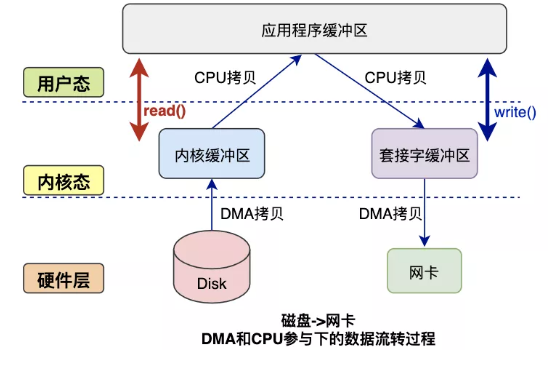 应用程序缓冲区
用户态
CPU拷贝
CPU拷贝
read()
write()
内核缓冲区
套接字缓冲区
内核态
DMA拷贝
DMA拷贝
硬件层
Disk
网卡
磁盘->网卡
DMA和CPU参与下的数据流转过程